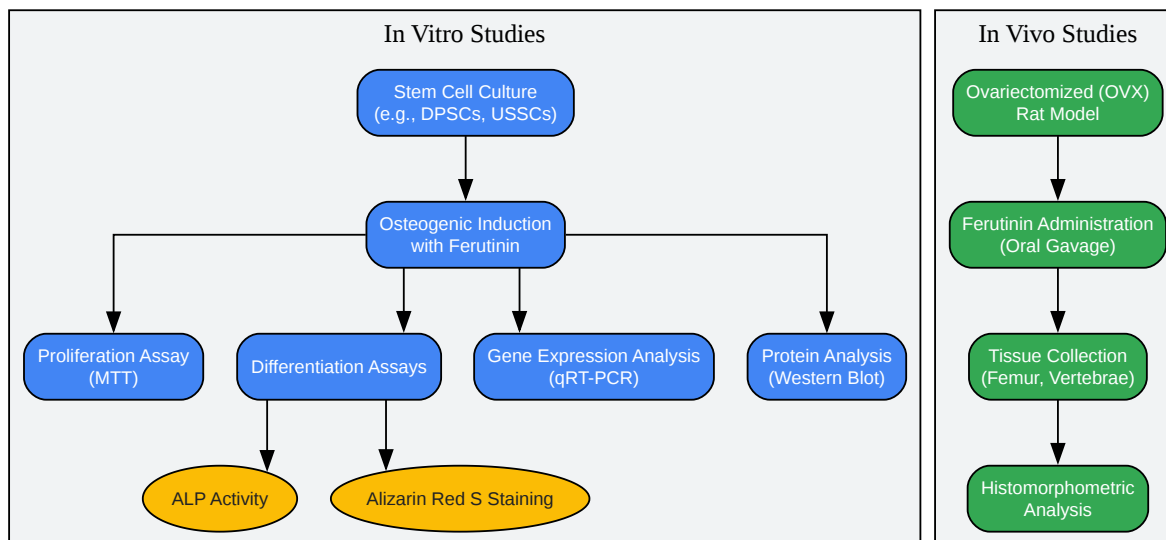 In Vitro Studies
Stem Cell Culture
(e.g., DPSCs, USSCs)
Osteogenic Induction
with Ferutinin
Proliferation Assay
(MTT)
Differentiation Assays
Gene Expression Analysis
(qRT-PCR)
Protein Analysis
(Western Blot)
ALP Activity
Alizarin Red S Staining
In Vivo Studies
Ovariectomized (OVX)
Rat Model
Ferutinin Administration
(Oral Gavage)
Tissue Collection
(Femur, Vertebrae)
Histomorphometric
Analysis